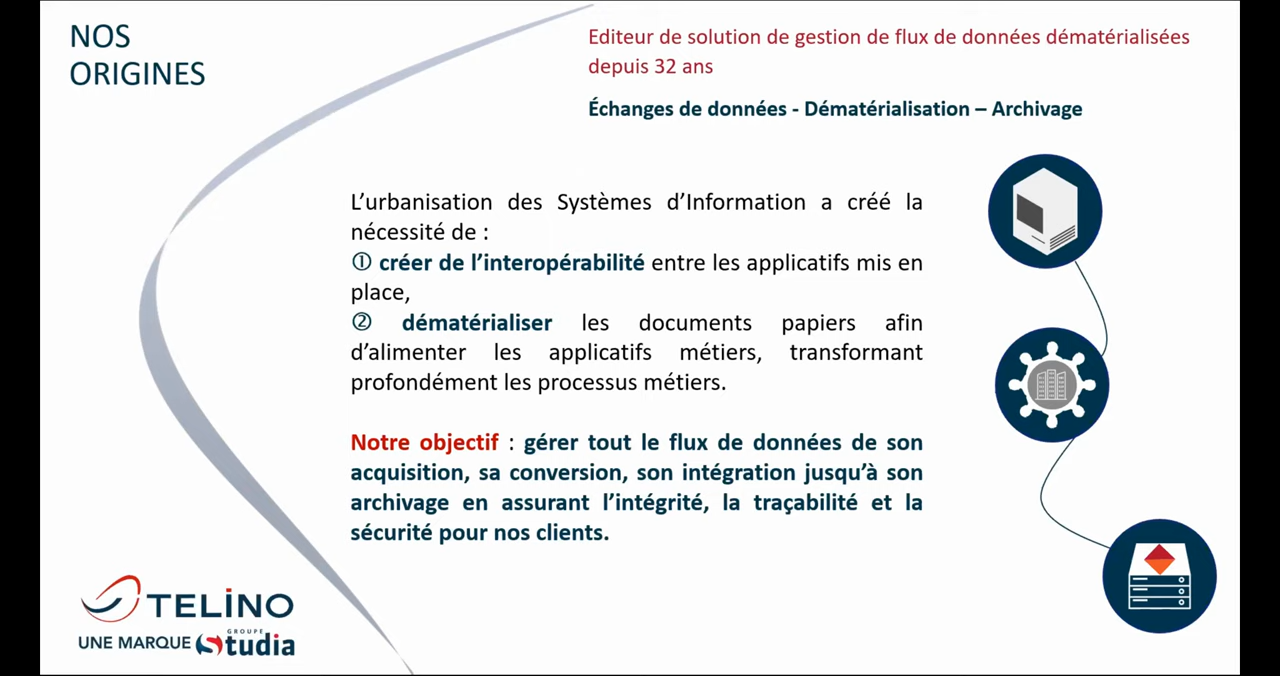 NOS
ORIGINES
Editeur de solution de gestion de flux de données dématérialisées
depuis 32 ans
Échanges de données - Dématérialisation – Archivage
L’urbanisation des Systèmes d’Information a créé la
nécessité de :
① créer de l’interopérabilité entre les applicatifs mis en
place,
② dématérialiser les documents papiers afin
d’alimenter les applicatifs métiers, transformant
profondément les processus métiers.
Notre objectif : gérer tout le flux de données de son
acquisition, sa conversion, son intégration jusqu’à son
archivage en assurant l’intégrité, la traçabilité et la
sécurité pour nos clients.
TELINO
UNE MARQUE GROUPE Studia